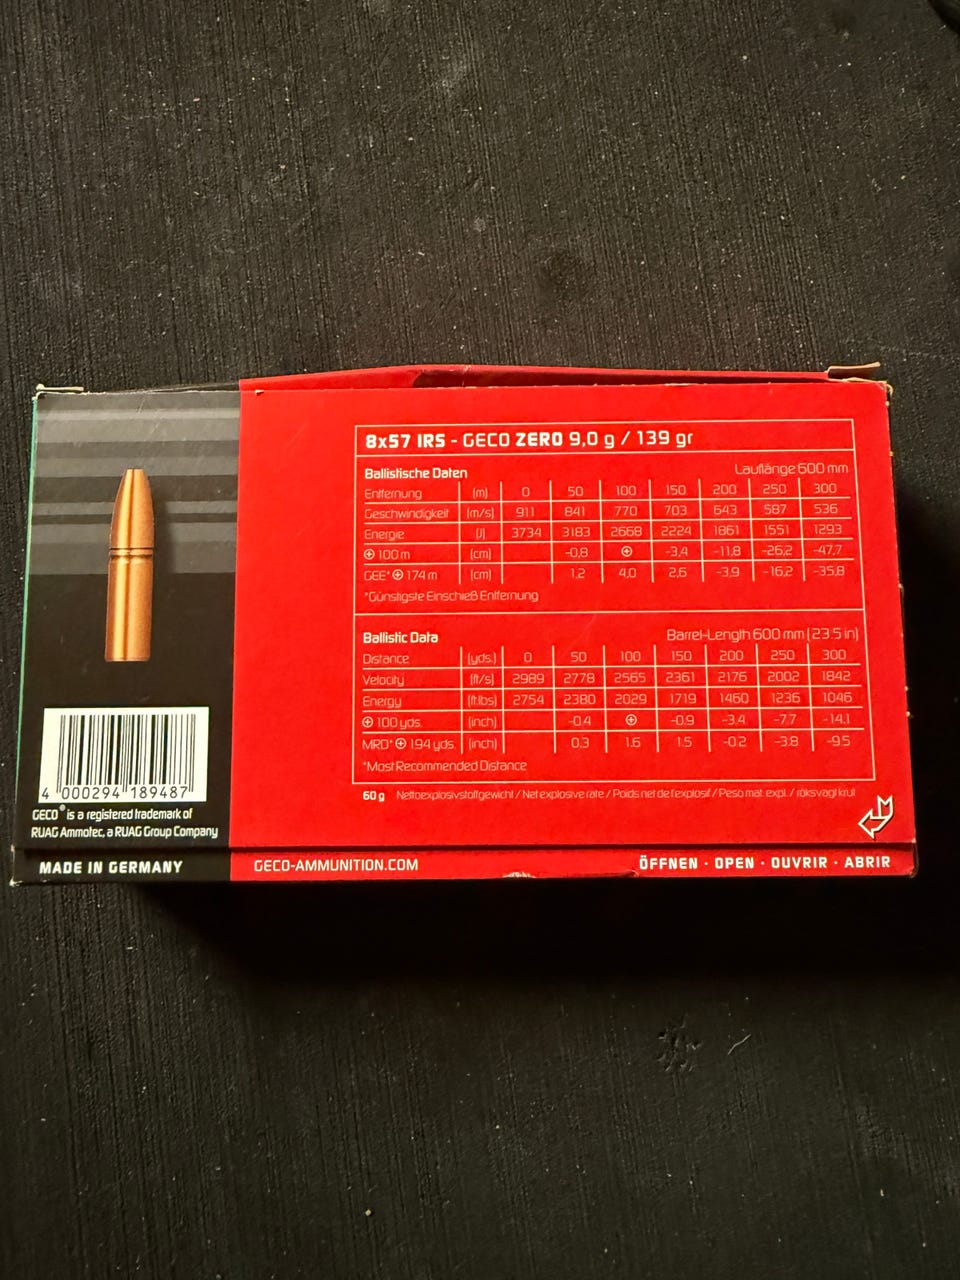 8x57 IRS - GECO ZERO 9,0 g / 139 gr
Ballistische Daten Lauflänge 600 mm
Entfernung (m) 0 50 100 150 200 250 300
Geschwindigkeit (m/s) 911 841 770 703 643 587 536
Energie (J) 3734 3183 2668 2224 1861 1551 1293
⊕ 100 m (cm) -0,8 ⊕ -3,4 -11,8 -26,2 -47,7
GEE* ⊕ 174 m (cm) 1,2 4,0 2,6 -3,9 -16,2 -35,8
*Günstigste Einschieß Entfernung
Ballistic Data Barrel-Length 600 mm (23.5 in)
Distance (yds.) 0 50 100 150 200 250 300
Velocity (ft/s) 2989 2778 2565 2361 2176 2002 1842
Energy (ft.lbs) 2754 2380 2029 1719 1460 1236 1046
⊕ 100 yds. (inch) -0.4 ⊕ -0.9 -3.4 -7.7 -14.1
MRD* ⊕ 194 yds. (inch) 0.3 1.6 1.5 -0.2 -3.8 -9.5
*Most Recommended Distance
60 g Nettoexplosivstoffgewicht / Net explosive rate / Poids net de l'explosif / Peso mat. expl. / röksvagt krut
4 000294 189487
GECO® is a registered trademark of
RUAG Ammotec, a RUAG Group Company
MADE IN GERMANY
GECO-AMMUNITION.COM
ÖFFNEN · OPEN · OUVRIR · ABRIR